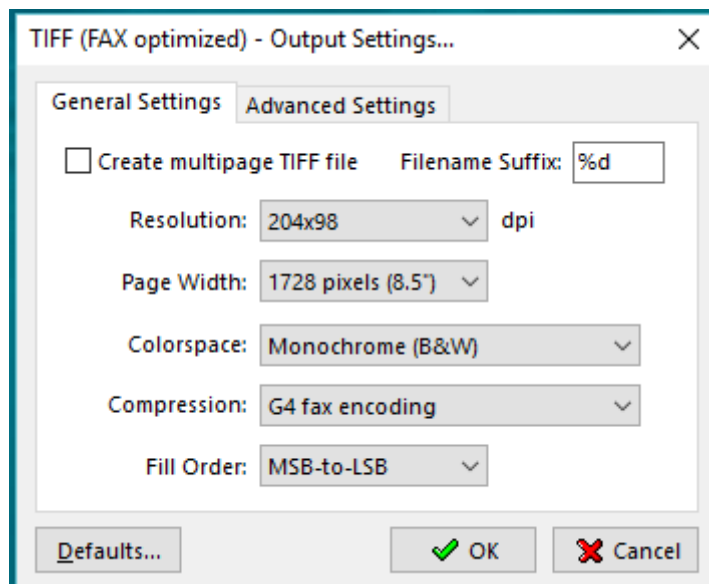 TIFF (FAX optimized) - Output Settings...
General Settings Advanced Settings
Create multipage TIFF file Filename Suffix: %d
Resolution: 204x98 dpi
Page Width: 1728 pixels (8.5")
Colorspace: Monochrome (B&W)
Compression: G4 fax encoding
Fill Order: MSB-to-LSB
Defaults... OK Cancel